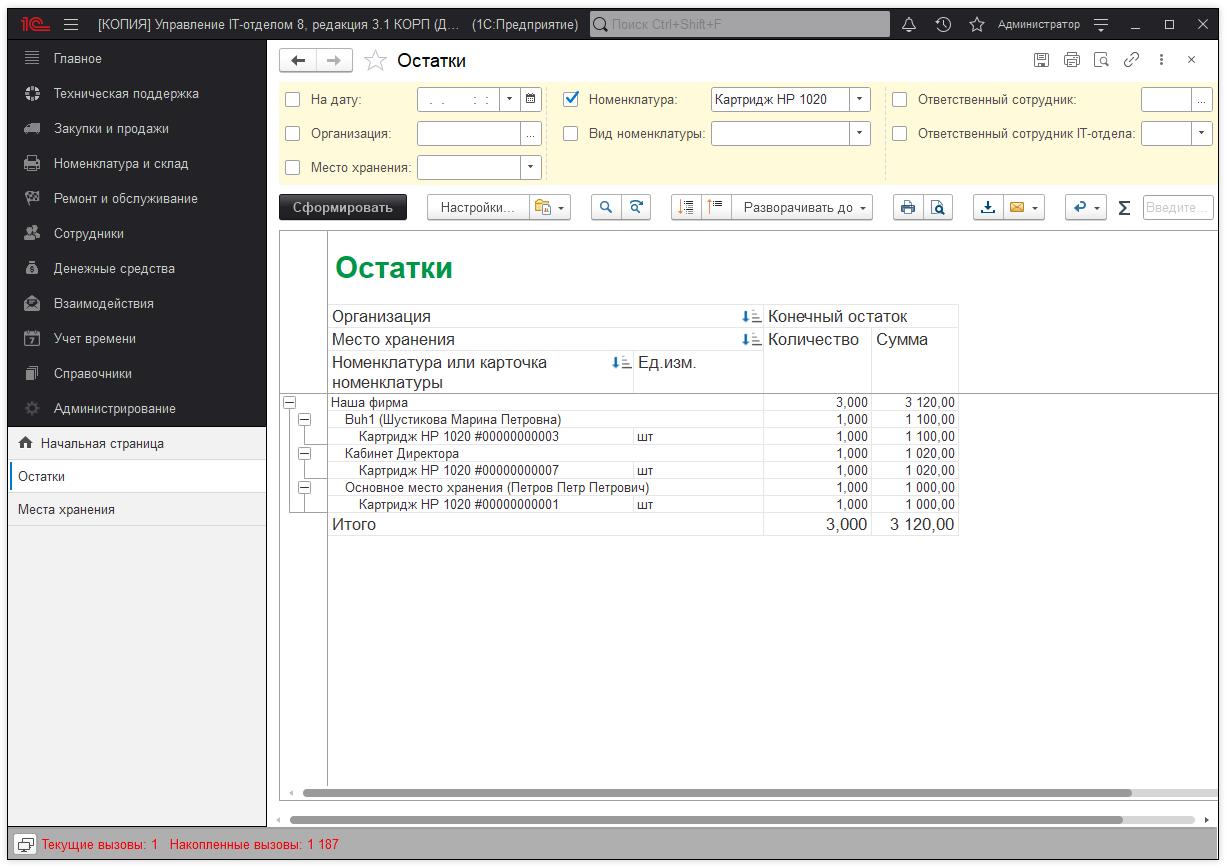 1С [КОПИЯ] Управление IT-отделом 8, редакция 3.1 КОРП (Д... (1С:Предприятие) Поиск Ctrl+Shift+F Администратор
Главное
Техническая поддержка
Закупки и продажи
Номенклатура и склад
Ремонт и обслуживание
Сотрудники
Денежные средства
Взаимодействия
Учет времени
Справочники
Администрирование
Начальная страница
Остатки
Места хранения
Остатки
На дату: . . : : Номенклатура: Картридж HP 1020 Ответственный сотрудник: ...
Организация: ... Вид номенклатуры: Ответственный сотрудник IT-отдела:
Место хранения:
Сформировать Настройки... Разворачивать до Σ Введите...
Остатки
Организация Конечный остаток
Место хранения Количество Сумма
Номенклатура или карточка Ед.изм.
номенклатуры
Наша фирма 3,000 3 120,00
Buh1 (Шустикова Марина Петровна) 1,000 1 100,00
Картридж HP 1020 #00000000003 шт 1,000 1 100,00
Кабинет Директора 1,000 1 020,00
Картридж HP 1020 #00000000007 шт 1,000 1 020,00
Основное место хранения (Петров Петр Петрович) 1,000 1 000,00
Картридж HP 1020 #00000000001 шт 1,000 1 000,00
Итого 3,000 3 120,00
Текущие вызовы: 1 Накопленные вызовы: 1 187